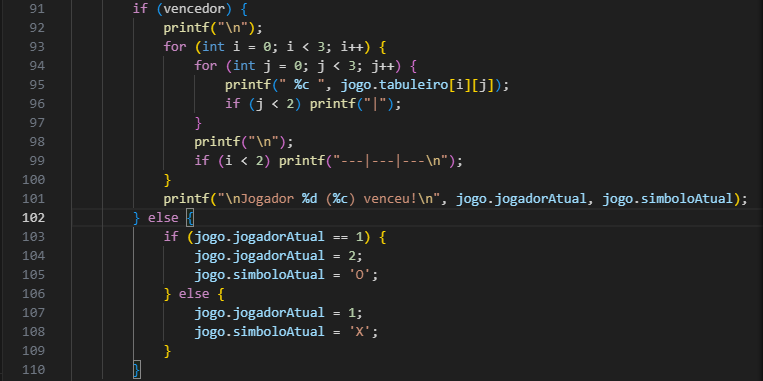 91 if (vencedor) {
92 printf("\n");
93 for (int i = 0; i < 3; i++) {
94 for (int j = 0; j < 3; j++) {
95 printf(" %c ", jogo.tabuleiro[i][j]);
96 if (j < 2) printf("|");
97 }
98 printf("\n");
99 if (i < 2) printf("---|---|---\n");
100 }
101 printf("\nJogador %d (%c) venceu!\n", jogo.jogadorAtual, jogo.simboloAtual);
102 } else {
103 if (jogo.jogadorAtual == 1) {
104 jogo.jogadorAtual = 2;
105 jogo.simboloAtual = 'O';
106 } else {
107 jogo.jogadorAtual = 1;
108 jogo.simboloAtual = 'X';
109 }
110 }